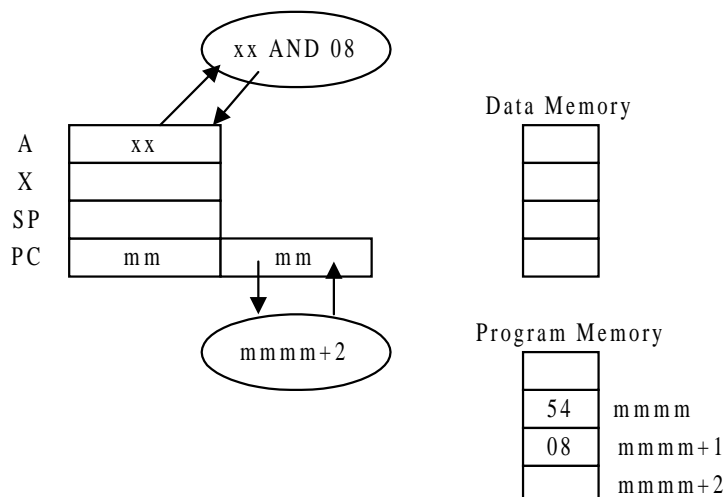 xx AND 08
Data Memory
A xx
X
SP
PC mm mm
mmmm+2
Program Memory
54 mmmm
08 mmmm+1
mmmm+2